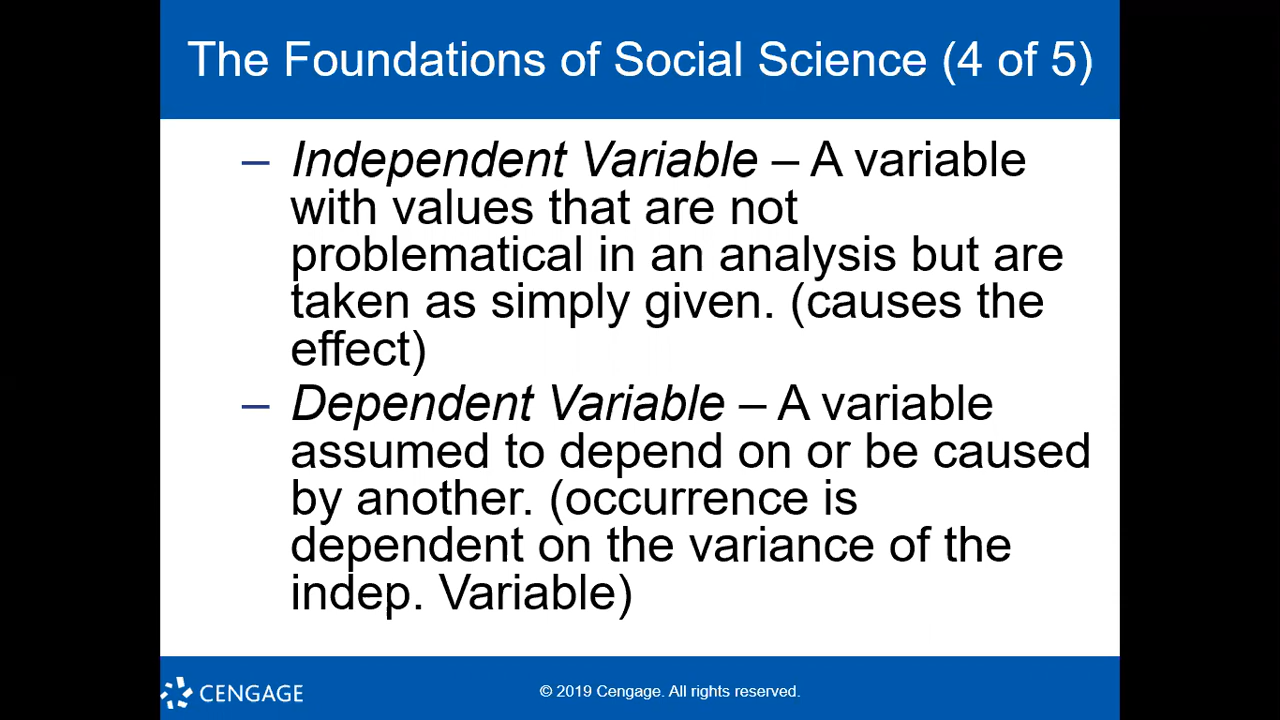 The Foundations of Social Science (4 of 5)
– Independent Variable – A variable
with values that are not
problematical in an analysis but are
taken as simply given. (causes the
effect)
– Dependent Variable – A variable
assumed to depend on or be caused
by another. (occurrence is
dependent on the variance of the
indep. Variable)
CENGAGE
© 2019 Cengage. All rights reserved.